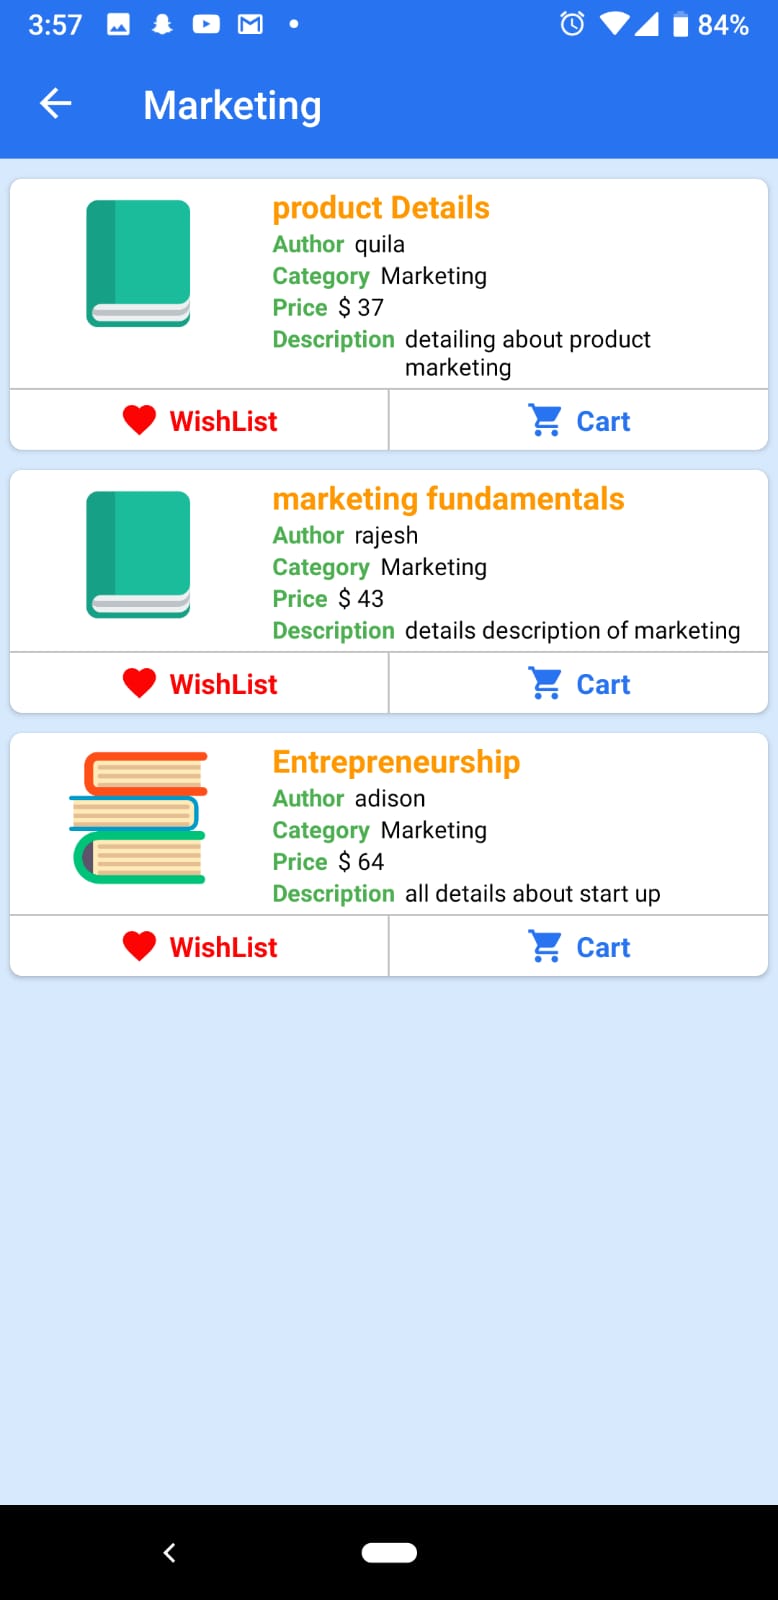 3:57 84%
Marketing
product Details
Author quila
Category Marketing
Price $ 37
Description detailing about product
marketing
WishList Cart
marketing fundamentals
Author rajesh
Category Marketing
Price $ 43
Description details description of marketing
WishList Cart
Entrepreneurship
Author adison
Category Marketing
Price $ 64
Description all details about start up
WishList Cart